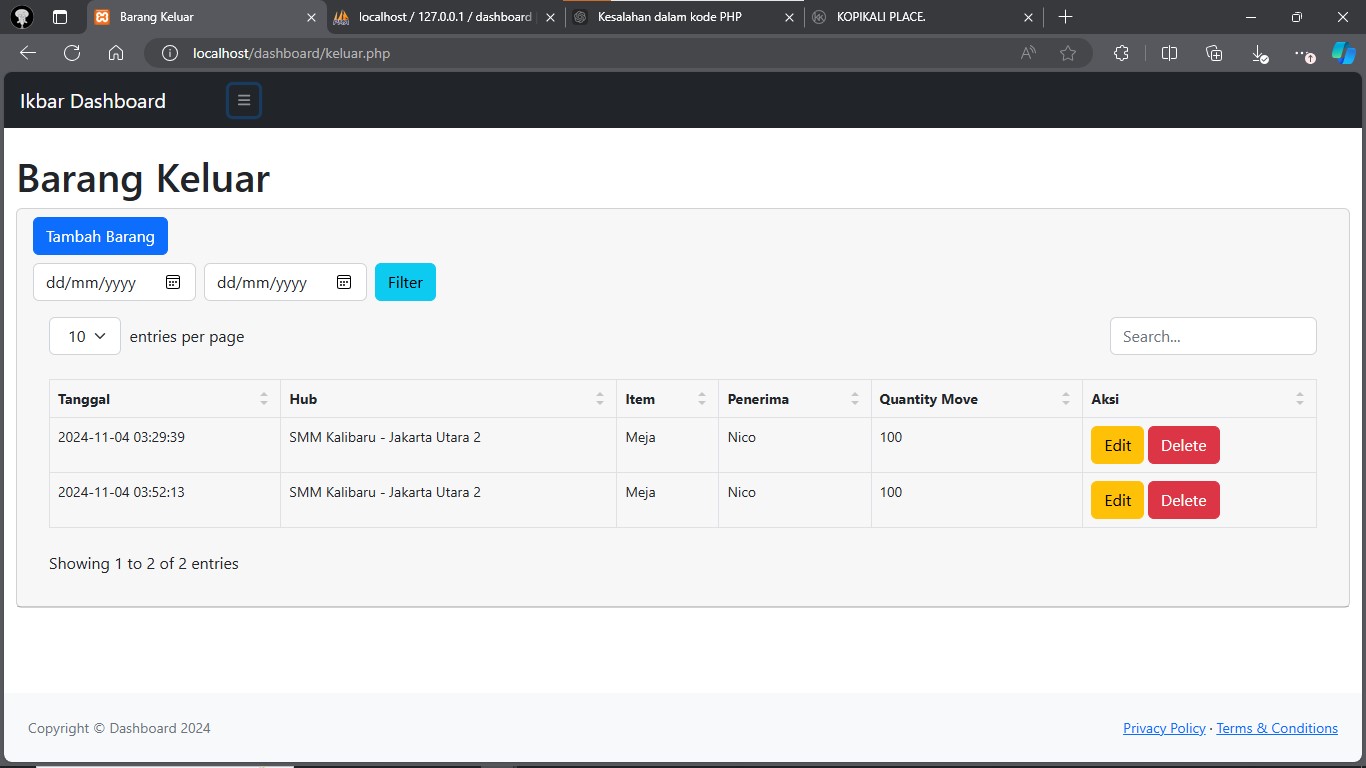 Barang Keluar
localhost / 127.0.0.1 / dashboard
Kesalahan dalam kode PHP
KOPIKALI PLACE.
localhost/dashboard/keluar.php
Ikbar Dashboard
Barang Keluar
Tambah Barang
dd/mm/yyyy dd/mm/yyyy Filter
10 entries per page Search...
Tanggal Hub Item Penerima Quantity Move Aksi
2024-11-04 03:29:39 SMM Kalibaru - Jakarta Utara 2 Meja Nico 100 Edit Delete
2024-11-04 03:52:13 SMM Kalibaru - Jakarta Utara 2 Meja Nico 100 Edit Delete
Showing 1 to 2 of 2 entries
Copyright © Dashboard 2024 Privacy Policy · Terms & Conditions